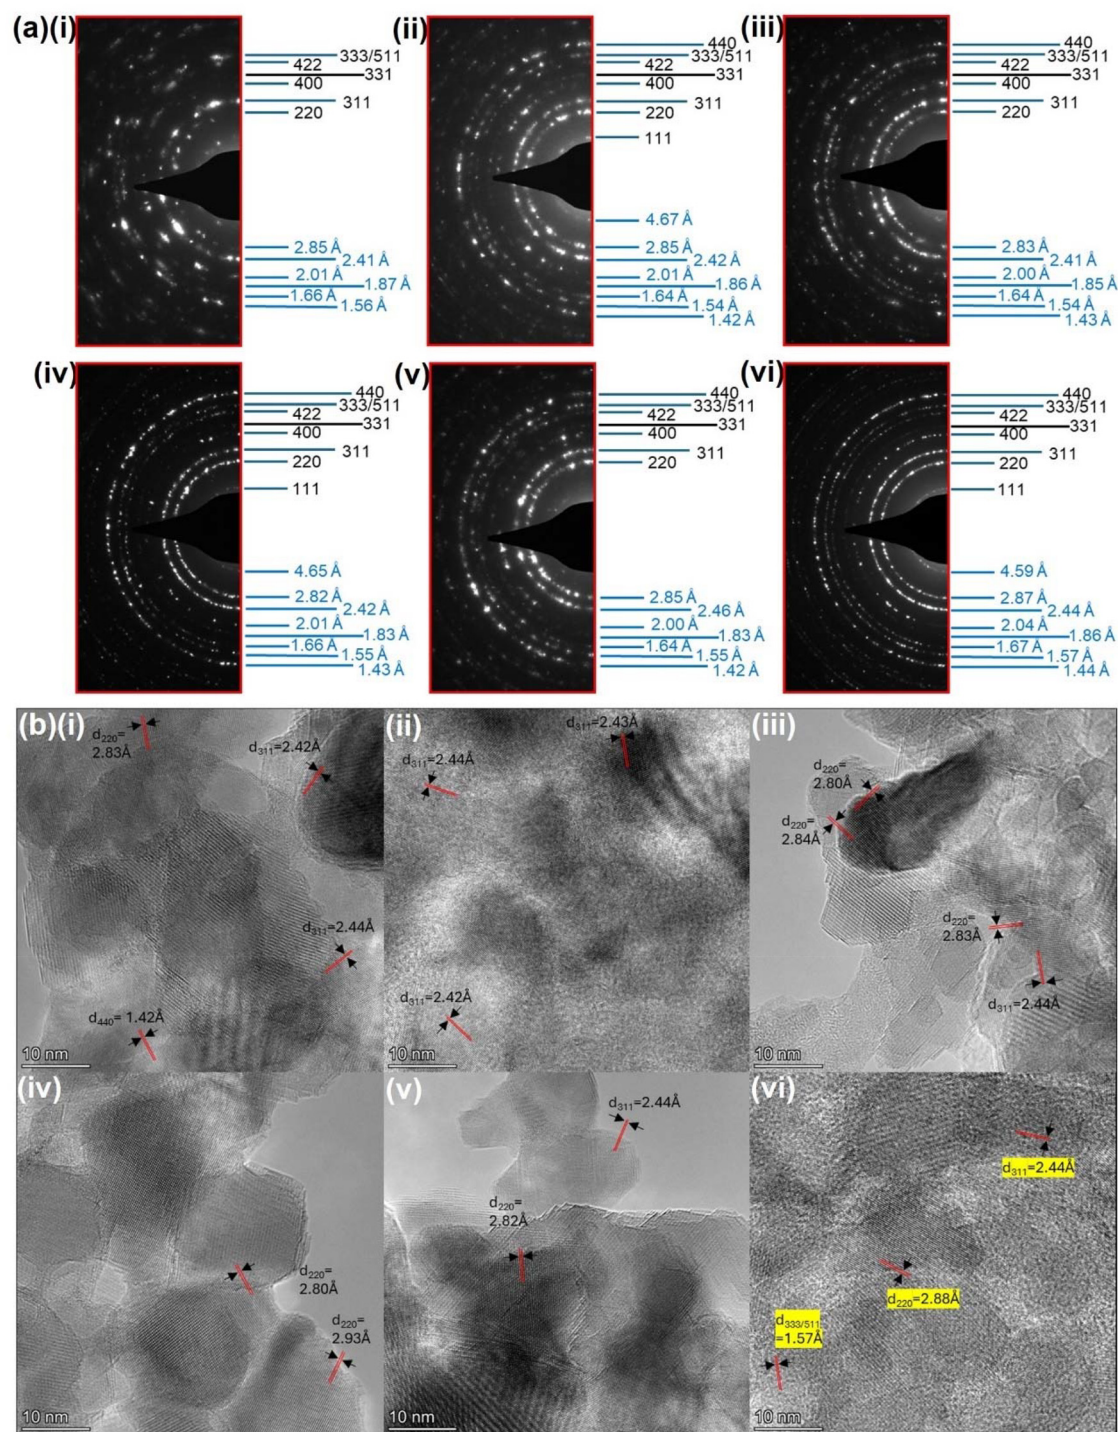 (a)(i)
333/511
422
331
400
311
220
2.85 Å
2.41 Å
2.01 Å
1.87 Å
1.66 Å
1.56 Å
(ii)
440
333/511
422
331
400
311
220
111
4.67 Å
2.85 Å
2.42 Å
2.01 Å
1.86 Å
1.64 Å
1.54 Å
1.42 Å
(iii)
440
333/511
422
331
400
311
220
2.83 Å
2.41 Å
2.00 Å
1.85 Å
1.64 Å
1.54 Å
1.43 Å
(iv)
440
333/511
422
331
400
311
220
111
4.65 Å
2.82 Å
2.42 Å
2.01 Å
1.83 Å
1.66 Å
1.55 Å
1.43 Å
(v)
440
333/511
422
331
400
311
220
2.85 Å
2.46 Å
2.00 Å
1.83 Å
1.64 Å
1.55 Å
1.42 Å
(vi)
440
333/511
422
331
400
311
220
111
4.59 Å
2.87 Å
2.44 Å
2.04 Å
1.86 Å
1.67 Å
1.57 Å
1.44 Å
(b)(i)
d220=
2.83Å
d311=2.42Å
d311=2.44Å
d440= 1.42Å
10 nm
(ii)
d311=2.43Å
d311=2.44Å
d311=2.42Å
10 nm
(iii)
d220=
2.80Å
d220=
2.84Å
d220=
2.83Å
d311=2.44Å
10 nm
(iv)
d220=
2.80Å
d220=
2.93Å
10 nm
(v)
d311=2.44Å
d220=
2.82Å
10 nm
(vi)
d311=2.44Å
d220=2.88Å
d333/511
=1.57Å
10 nm